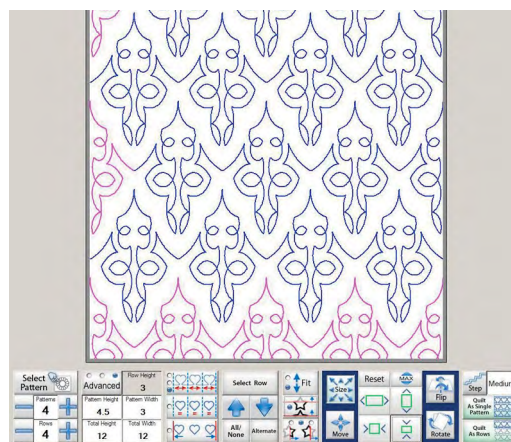 Select
Pattern
Advanced
Row Height
3
Patterns
4
Pattern Height
4.5
Pattern Width
3
Rows
4
Total Height
12
Total Width
12
Select Row
All/
None
Alternate
Fit
Size
Move
Reset
MAX
Flip
Rotate
Step
Medium
Quilt
As Single
Pattern
Quilt
As Rows